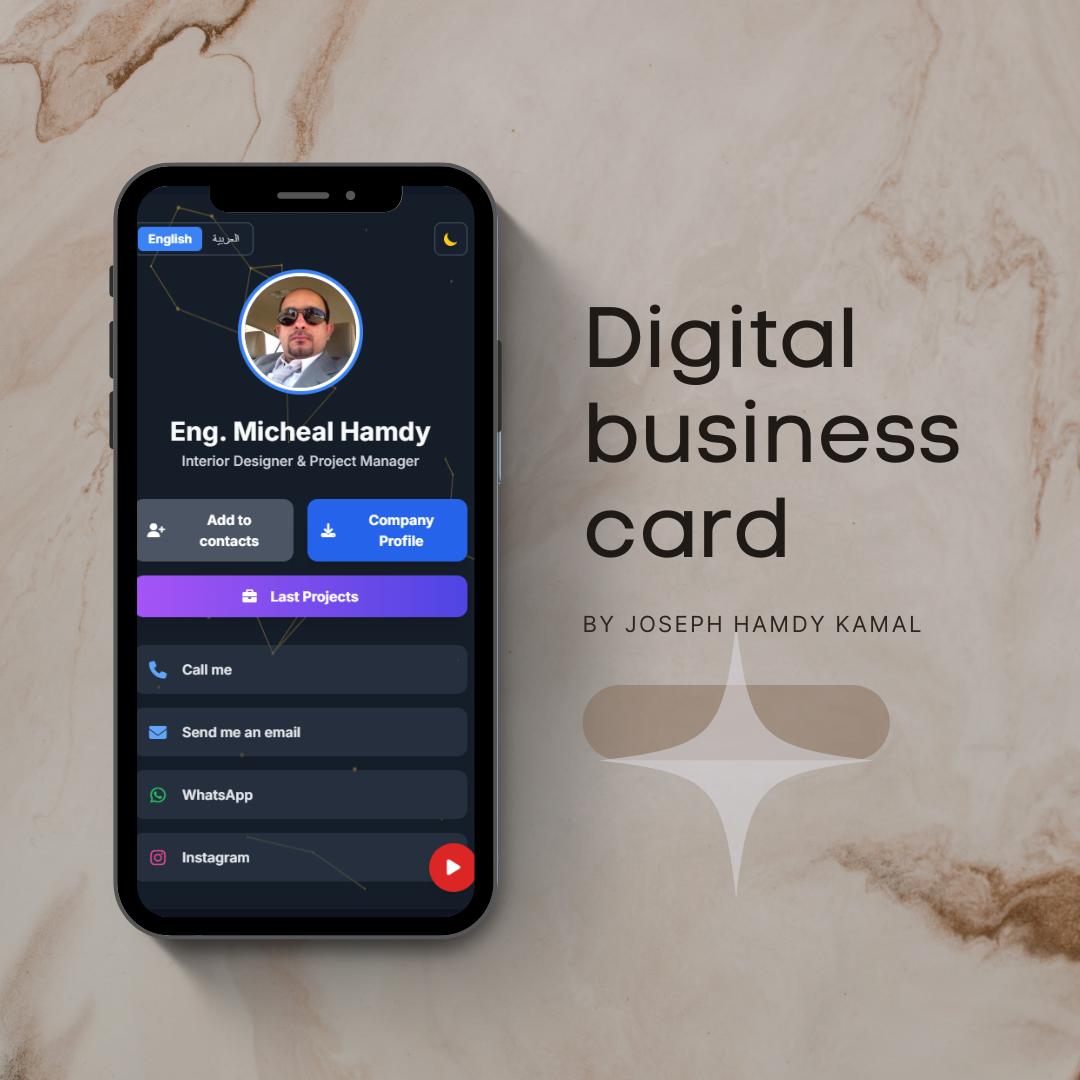 English العربية
Eng. Micheal Hamdy
Interior Designer & Project Manager
Add to
contacts
Company
Profile
Last Projects
Call me
Send me an email
WhatsApp
Instagram
Digital
business
card
BY JOSEPH HAMDY KAMAL